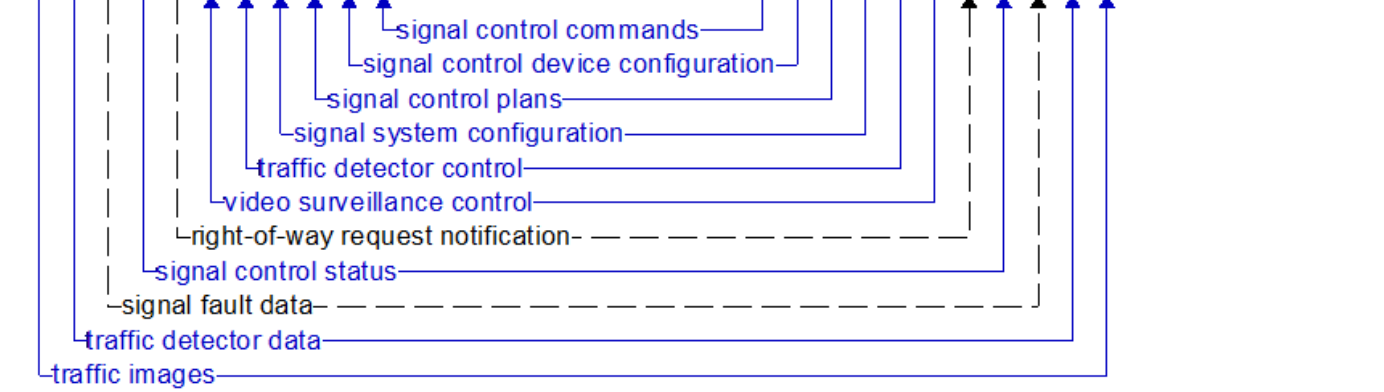 signal control commands
signal control device configuration
signal control plans
signal system configuration
traffic detector control
video surveillance control
right-of-way request notification
signal control status
signal fault data
traffic detector data
traffic images